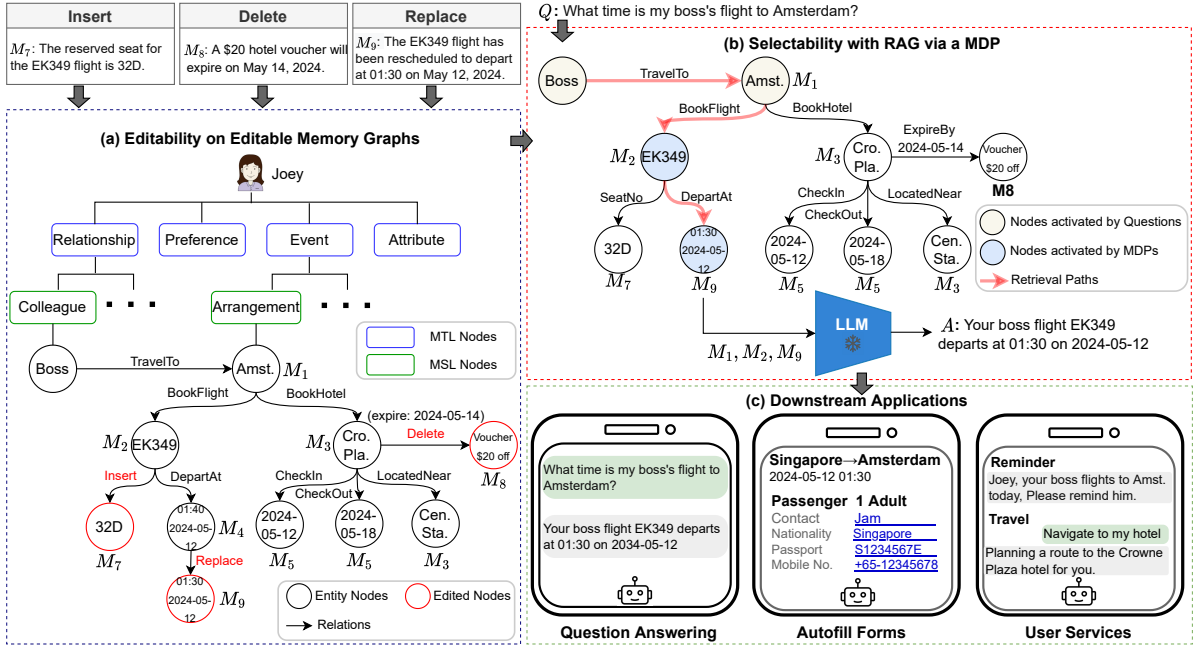 Insert
M7: The reserved seat for
the EK349 flight is 32D.
Delete
M8: A $20 hotel voucher will
expire on May 14, 2024.
Replace
M9: The EK349 flight has
been rescheduled to depart
at 01:30 on May 12, 2024.
(a) Editability on Editable Memory Graphs
Joey
Relationship
Preference
Event
Attribute
Colleague
. . .
Arrangement
. . .
MTL Nodes
MSL Nodes
Boss
TravelTo
Amst.
M1
BookFlight
BookHotel
(expire: 2024-05-14)
M2
EK349
M3
Cro.
Pla.
Delete
Voucher
$20 off
M8
Insert
DepartAt
CheckIn
CheckOut
LocatedNear
32D
M7
01:40
2024-05-
12
M4
2024-
05-12
M5
2024-
05-18
M5
Cen.
Sta.
M3
Replace
01:30
2024-05-
12
M9
Entity Nodes
Edited Nodes
Relations
Q: What time is my boss's flight to Amsterdam?
(b) Selectability with RAG via a MDP
Boss
TravelTo
Amst.
M1
BookFlight
BookHotel
M2
EK349
M3
Cro.
Pla.
ExpireBy
2024-05-14
Voucher
$20 off
M8
SeatNo
DepartAt
CheckIn
CheckOut
LocatedNear
32D
M7
01:30
2024-05-
12
M9
2024-
05-12
M5
2024-
05-18
M5
Cen.
Sta.
M3
Nodes activated by Questions
Nodes activated by MDPs
Retrieval Paths
M1, M2, M9
LLM
A: Your boss flight EK349
departs at 01:30 on 2024-05-12
(c) Downstream Applications
What time is my boss's flight to
Amsterdam?
Your boss flight EK349 departs
at 01:30 on 2034-05-12
Question Answering
Singapore→Amsterdam
2024-05-12 01:30
Passenger 1 Adult
Contact Jam
Nationality Singapore
Passport S1234567E
Mobile No. +65-12345678
Autofill Forms
Reminder
Joey, your boss flights to Amst.
today, Please remind him.
Travel
Navigate to my hotel
Planning a route to the Crowne
Plaza hotel for you.
User Services